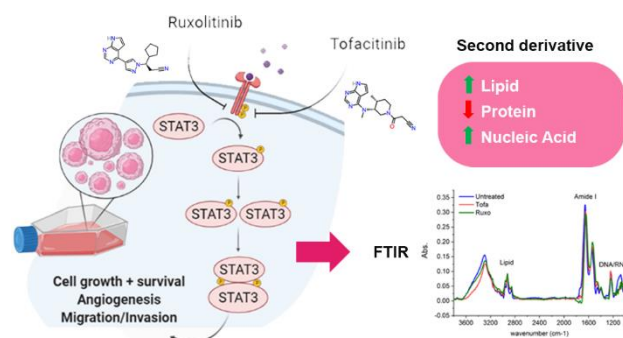 Ruxolitinib
Tofacitinib
Second derivative
Lipid
Protein
Nucleic Acid
STAT3
STAT3
STAT3
STAT3
STAT3
STAT3
Cell growth + survival
Angiogenesis
Migration/Invasion
FTIR
Untreated
Tofa
Ruxo
Amide I
Lipid
DNA/RN
Abs.
0.35
0.30
0.25
0.20
0.15
0.10
0.05
0.00
3600 3200 2800 2400 2000 1600 1200
wavenumber (cm-1)